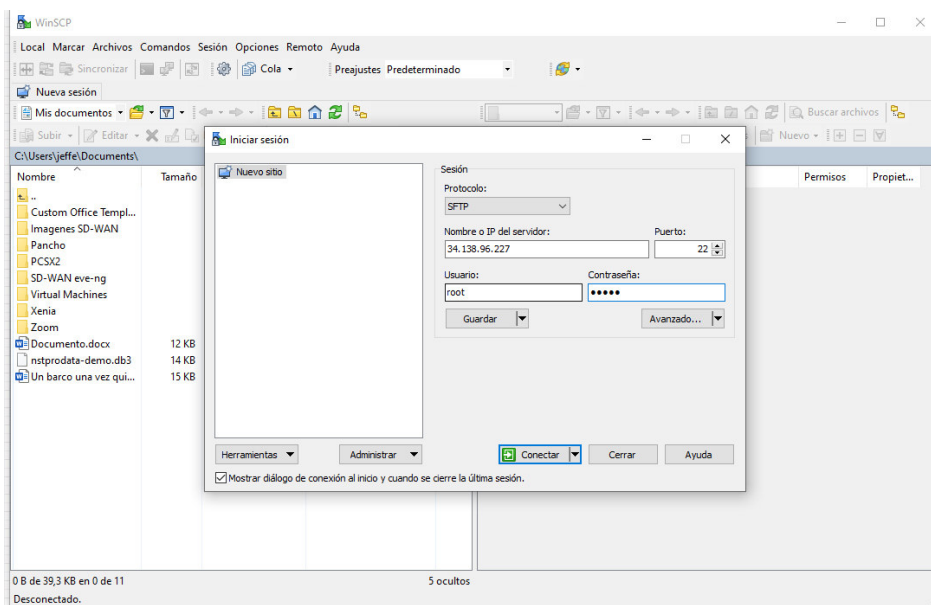 WinSCP
Local Marcar Archivos Comandos Sesión Opciones Remoto Ayuda
Sincronizar Cola Preajustes Predeterminado
Nueva sesión
Mis documentos Buscar archivos
Subir Editar Nuevo
C:\Users\jeffe\Documents\
Nombre Tamaño Permisos Propiet...
..
Custom Office Templ...
Imagenes SD-WAN
Pancho
PCSX2
SD-WAN eve-ng
Virtual Machines
Xenia
Zoom
Documento.docx 12 KB
nstprodata-demo.db3 14 KB
Un barco una vez qui... 15 KB
Iniciar sesión
Nuevo sitio
Sesión
Protocolo:
SFTP
Nombre o IP del servidor: Puerto:
34.138.96.227 22
Usuario: Contraseña:
root •••••
Guardar Avanzado...
Herramientas Administrar Conectar Cerrar Ayuda
Mostrar diálogo de conexión al inicio y cuando se cierre la última sesión.
0 B de 39,3 KB en 0 de 11 5 ocultos
Desconectado.